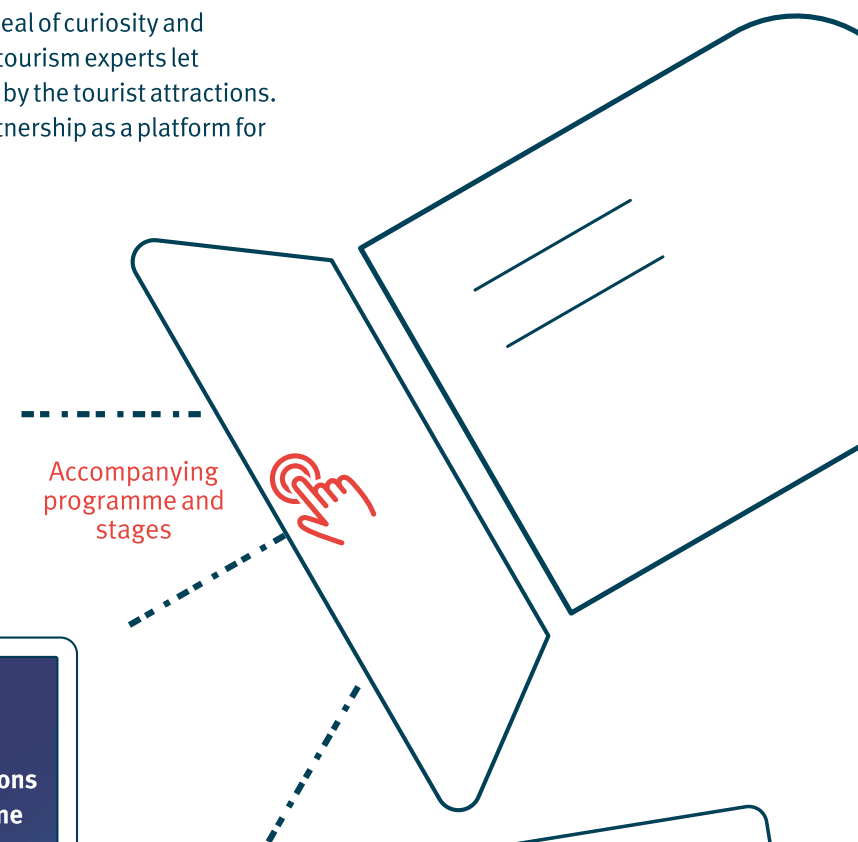 eal of curiosity and
tourism experts let
by the tourist attractions.
tnership as a platform for
Accompanying
programme and
stages
ons
ne